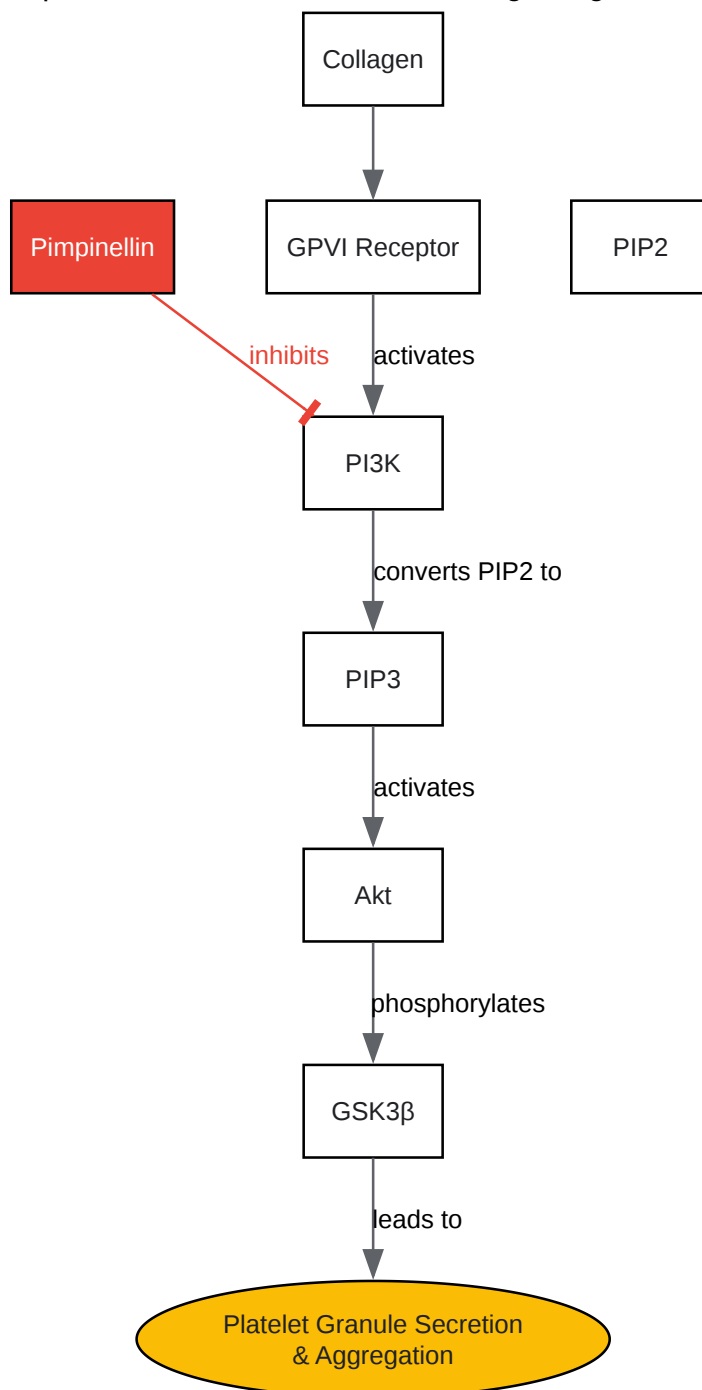 Collagen
Pimpinellin
GPVI Receptor
PIP2
inhibits
activates
PI3K
converts PIP2 to
PIP3
activates
Akt
phosphorylates
GSK3β
leads to
Platelet Granule Secretion
& Aggregation